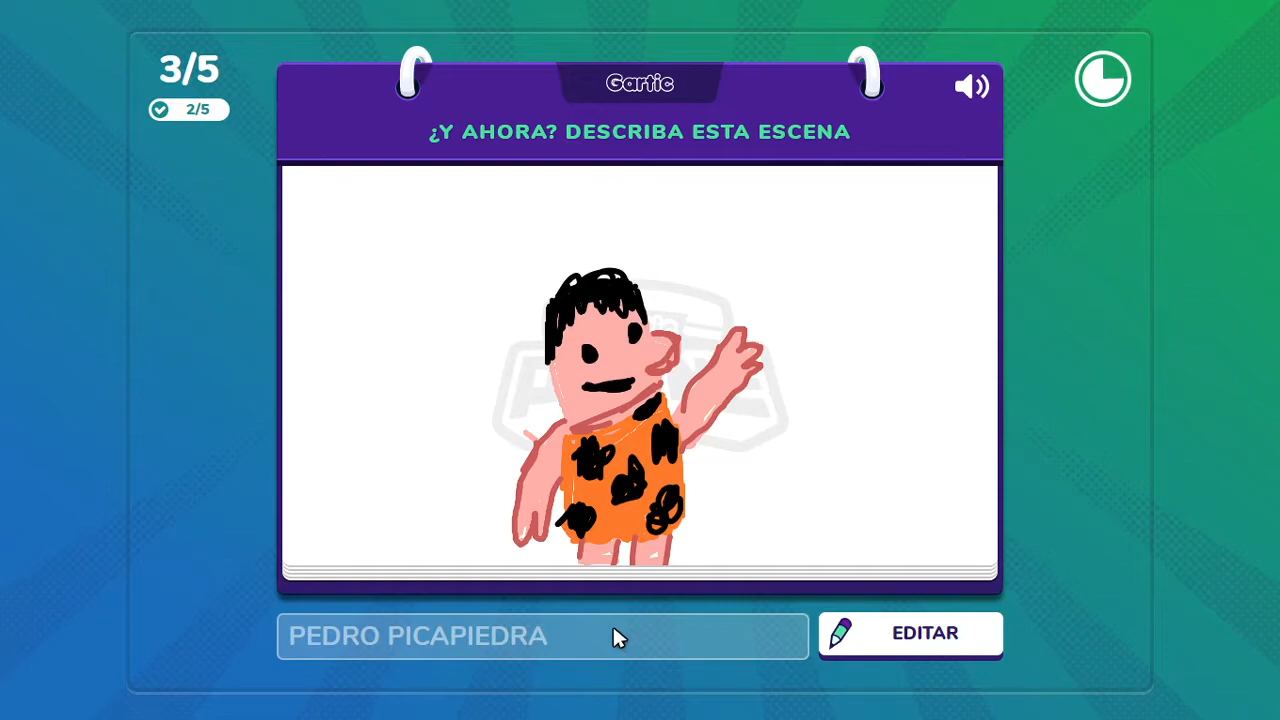 3/5
2/5
Gartic
¿Y AHORA? DESCRIBA ESTA ESCENA
PEDRO PICAPIEDRA
EDITAR